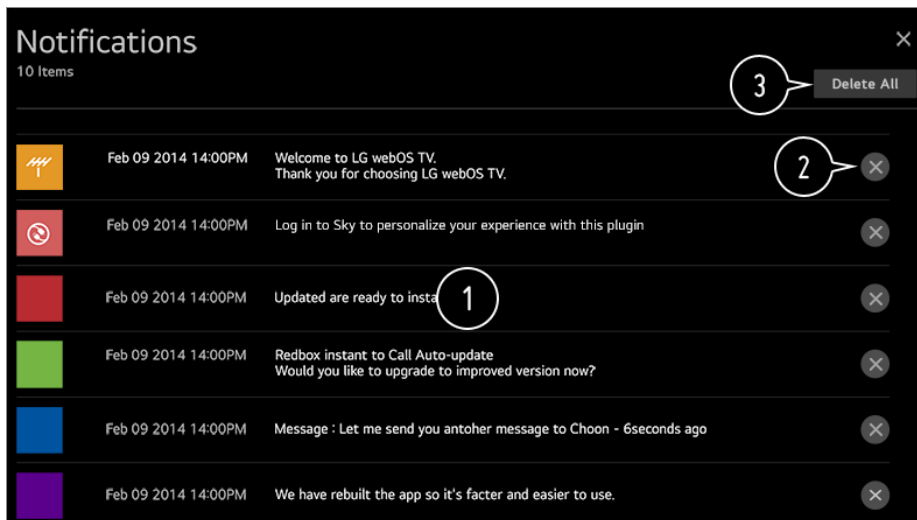 Notifications
10 Items
3
Delete All
Feb 09 2014 14:00PM
Welcome to LG webOS TV.
Thank you for choosing LG webOS TV.
2
Feb 09 2014 14:00PM
Log in to Sky to personalize your experience with this plugin
Feb 09 2014 14:00PM
Updated are ready to insta
1
Feb 09 2014 14:00PM
Redbox instant to Call Auto-update
Would you like to upgrade to improved version now?
Feb 09 2014 14:00PM
Message : Let me send you antoher message to Choon - 6seconds ago
Feb 09 2014 14:00PM
We have rebuilt the app so it's facter and easier to use.